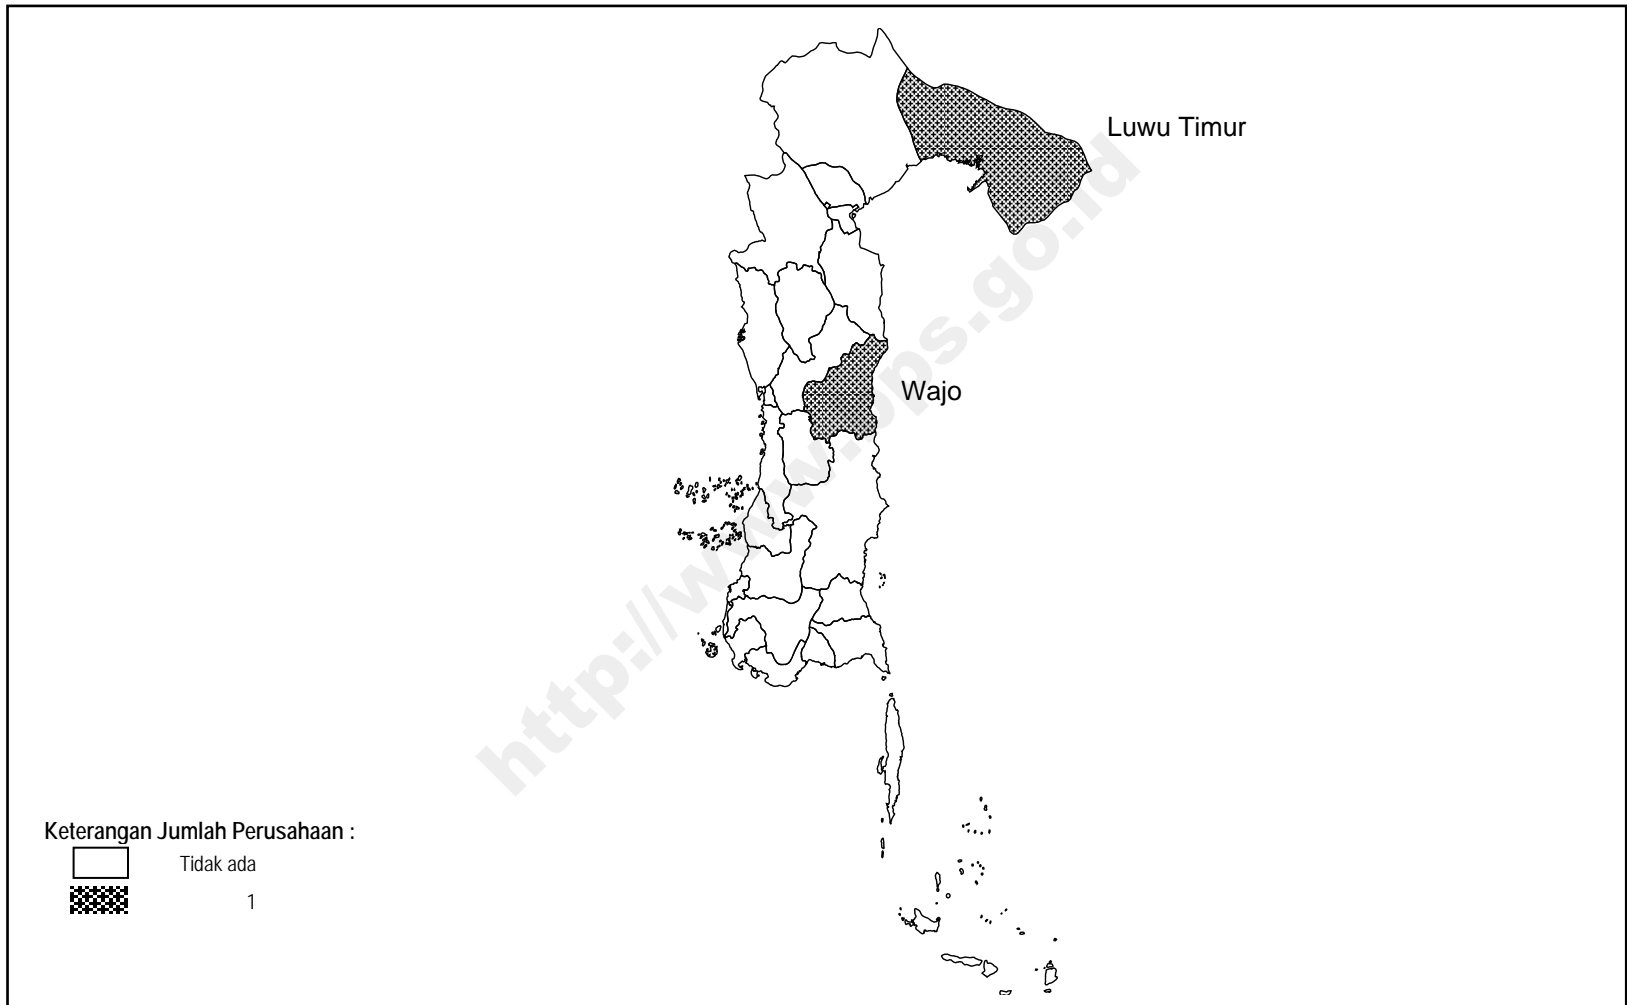 Luwu Timur
Wajo
http://www.bps.go.id
Keterangan Jumlah Perusahaan :
Tidak ada
1